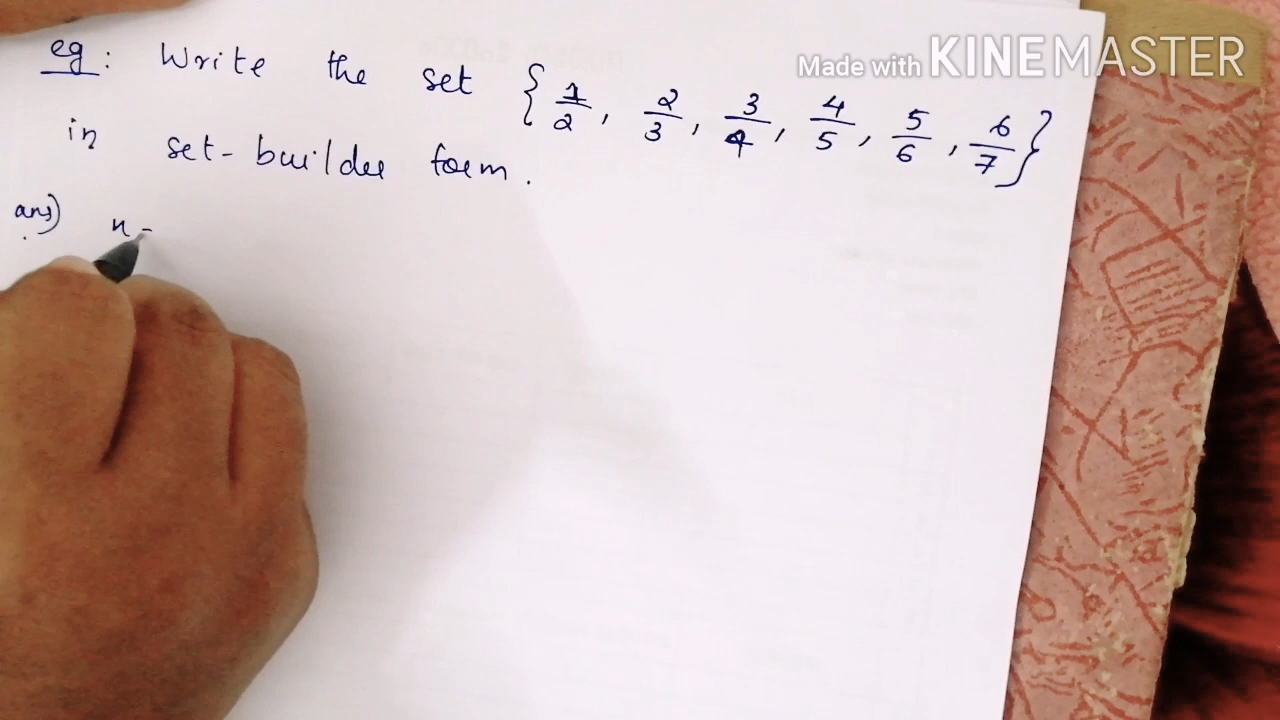 Made with KINEMASTER
eg: Write the set { 1/2, 2/3, 3/4, 4/5, 5/6, 6/7 }
in set-builder form.
ans) n =